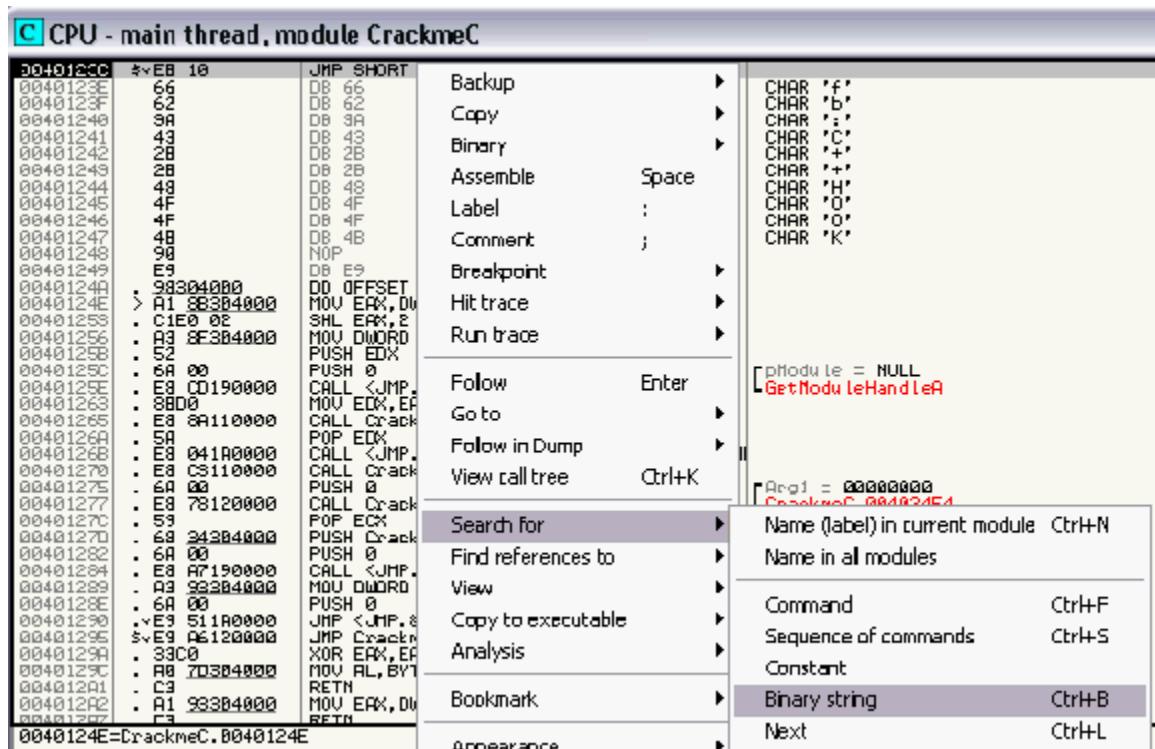 C CPU - main thread, module CrackmeC
EB 10 JMP SHORT
0040123E 66 DB 66 CHAR 'f'
0040123F 62 DB 62 CHAR 'b'
00401240 3A DB 3A CHAR ':'
00401241 43 DB 43 CHAR 'C'
00401242 2B DB 2B CHAR '+'
00401243 2B DB 2B CHAR '+'
00401244 48 DB 48 CHAR 'H'
00401245 4F DB 4F CHAR 'O'
00401246 4F DB 4F CHAR 'O'
00401247 4B DB 4B CHAR 'K'
00401248 90 NOP
00401249 E9 DB E9
0040124A . DD OFFSET
0040124E > A1 MOV EAX,DW
00401253 . C1E0 02 SHL EAX,2
00401256 . A3 MOV DWORD
0040125B . 52 PUSH EDX
0040125C . 6A 00 PUSH 0 pModule = NULL
0040125E . E8 CD190000 CALL <JMP. GetModuleHandleA
00401263 . 8BD0 MOV EDX,EA
00401265 . E8 8A110000 CALL Crack
0040126A . 5A POP EDX
0040126B . E8 041A0000 CALL <JMP.
00401270 . E8 C3110000 CALL Crack
00401275 . 6A 00 PUSH 0 Arg1 = 00000000
00401277 . E8 78120000 CALL Crack
0040127C . 59 POP ECX
0040127D . 68 PUSH Crack
00401282 . 6A 00 PUSH 0
00401284 . E8 A7190000 CALL <JMP.
00401289 . A3 MOV DWORD
0040128E . 6A 00 PUSH 0
00401290 . E9 511A0000 JMP <JMP.&
00401295 E9 A6120000 JMP Crackm
0040129A . 33C0 XOR EAX,EA
0040129C . A0 MOV AL,BYT
004012A1 . C3 RETN
004012A2 . A1 MOV EAX,DW
004012A7 . C3 RETN
0040124E=CrackmeC.0040124E
Backup
Copy
Binary
Assemble Space
Label :
Comment ;
Breakpoint
Hit trace
Run trace
Follow Enter
Go to
Follow in Dump
View call tree Ctrl+K
Search for
Find references to
View
Copy to executable
Analysis
Bookmark
Appearance
Name (label) in current module Ctrl+N
Name in all modules
Command Ctrl+F
Sequence of commands Ctrl+S
Constant
Binary string Ctrl+B
Next Ctrl+L